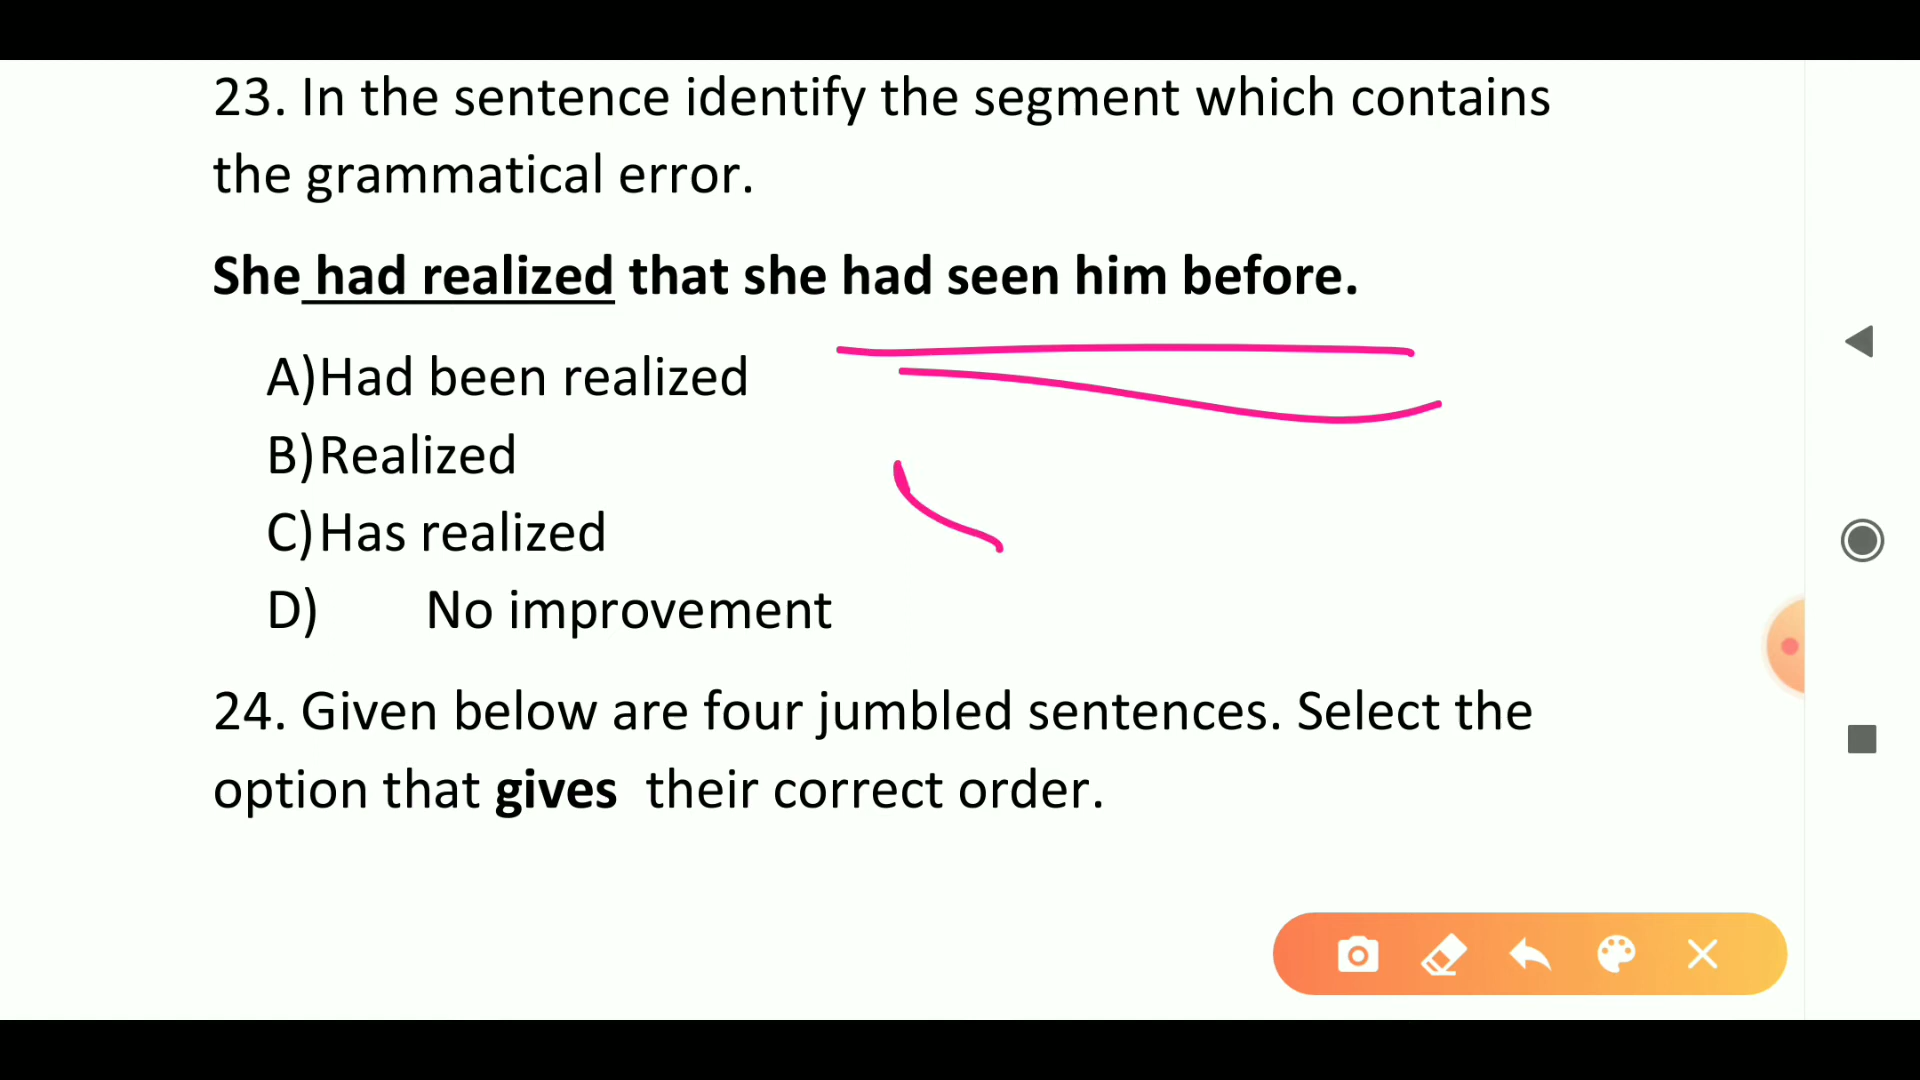 23. In the sentence identify the segment which contains
the grammatical error.
She had realized that she had seen him before.
A)Had been realized
B)Realized
C)Has realized
D) No improvement
24. Given below are four jumbled sentences. Select the
option that gives their correct order.